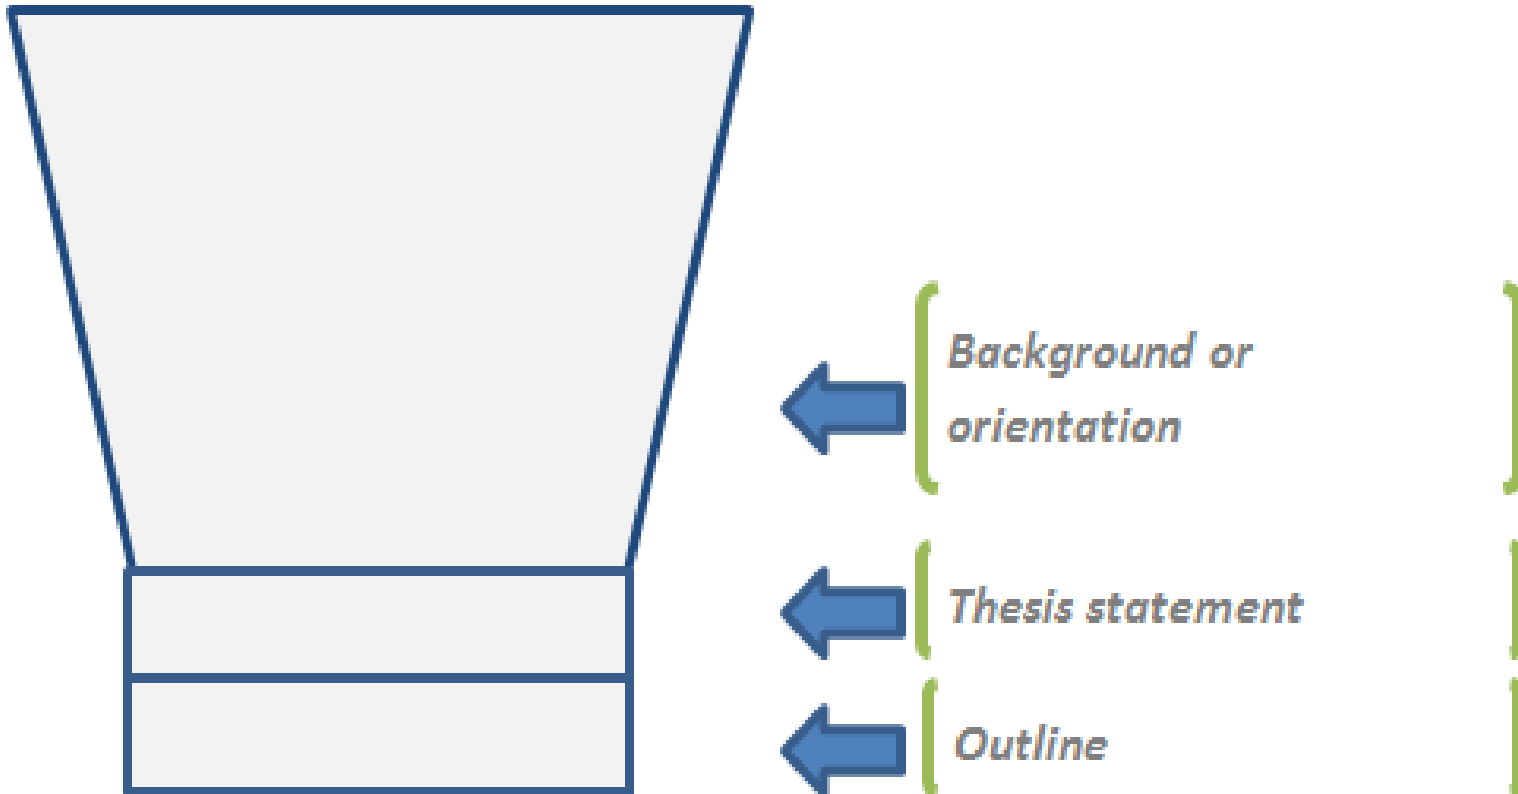 Background or
orientation
Thesis statement
Outline